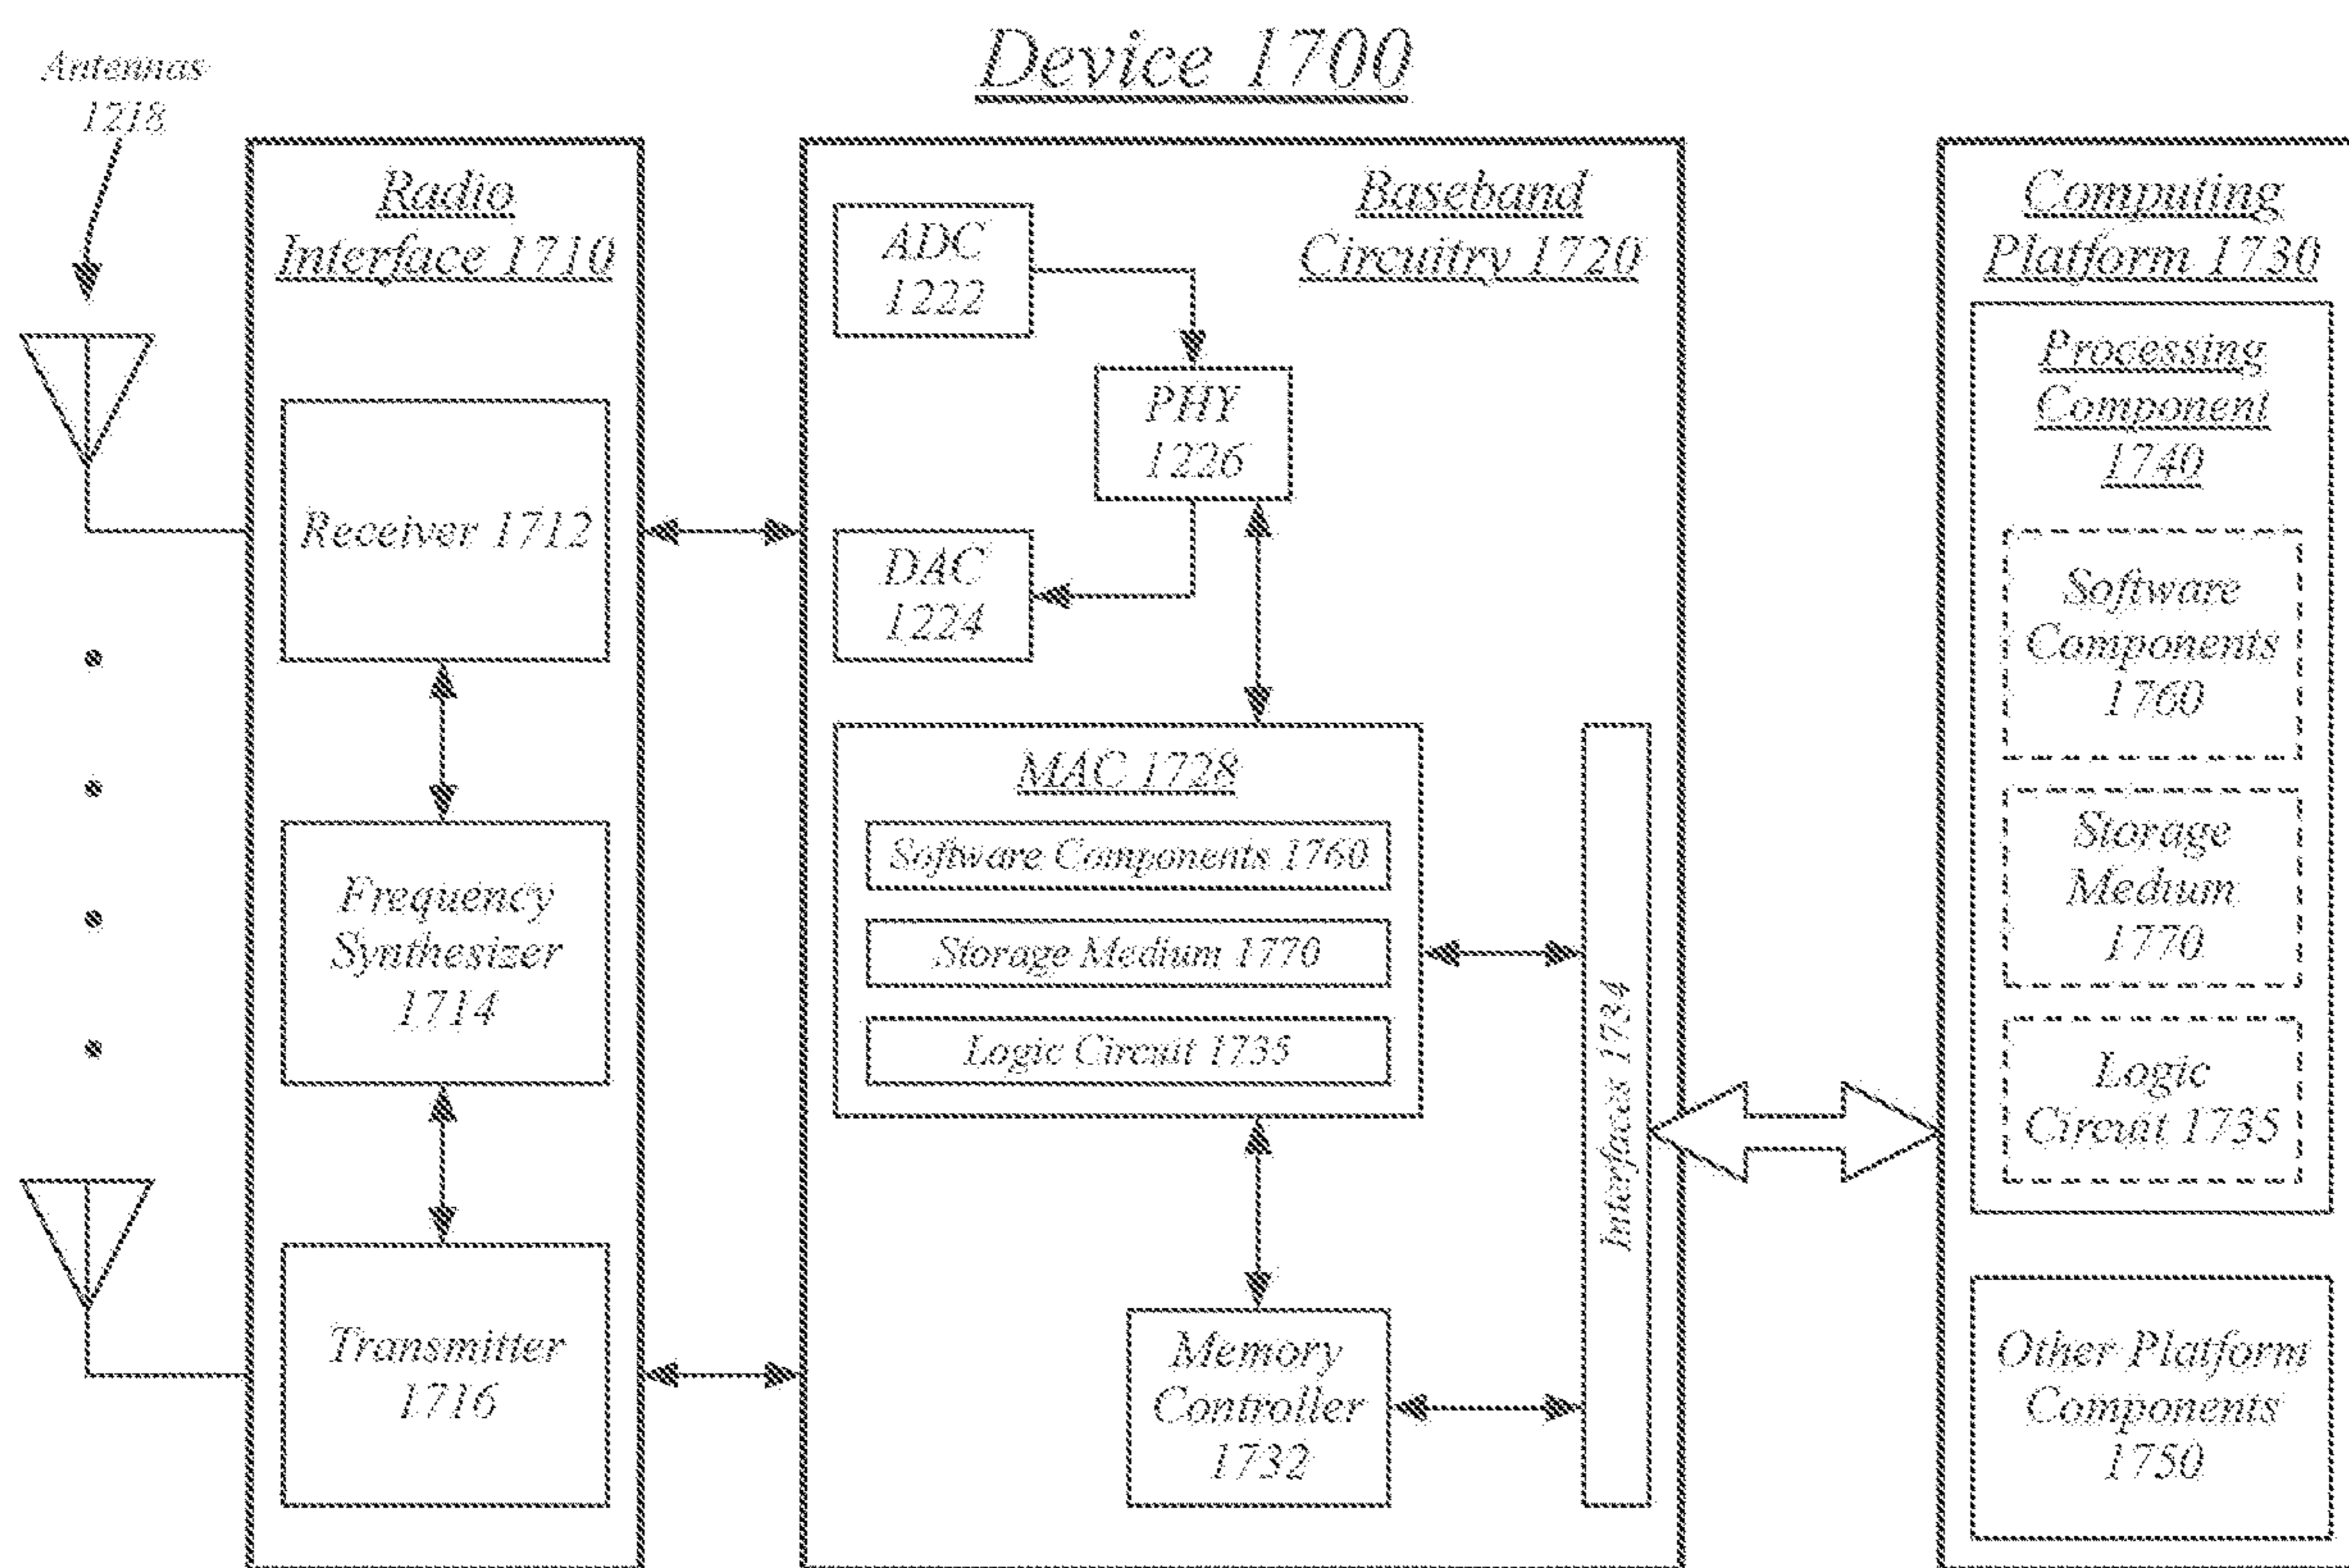 Device 1700
Antennas
1218
Radio
Interface 1710
Receiver 1712
Frequency
Synthesizer
1714
Transmitter
1716
Baseband
Circuitry 1720
ADC
1222
PHY
1226
DAC
1224
MAC 1728
Software Components 1760
Storage Medium 1770
Logic Circuit 1735
Interfaces 1734
Memory
Controller
1732
Computing
Platform 1730
Processing
Component
1740
Software
Components
1760
Storage
Medium
1770
Logic
Circuit 1735
Other Platform
Components
1750